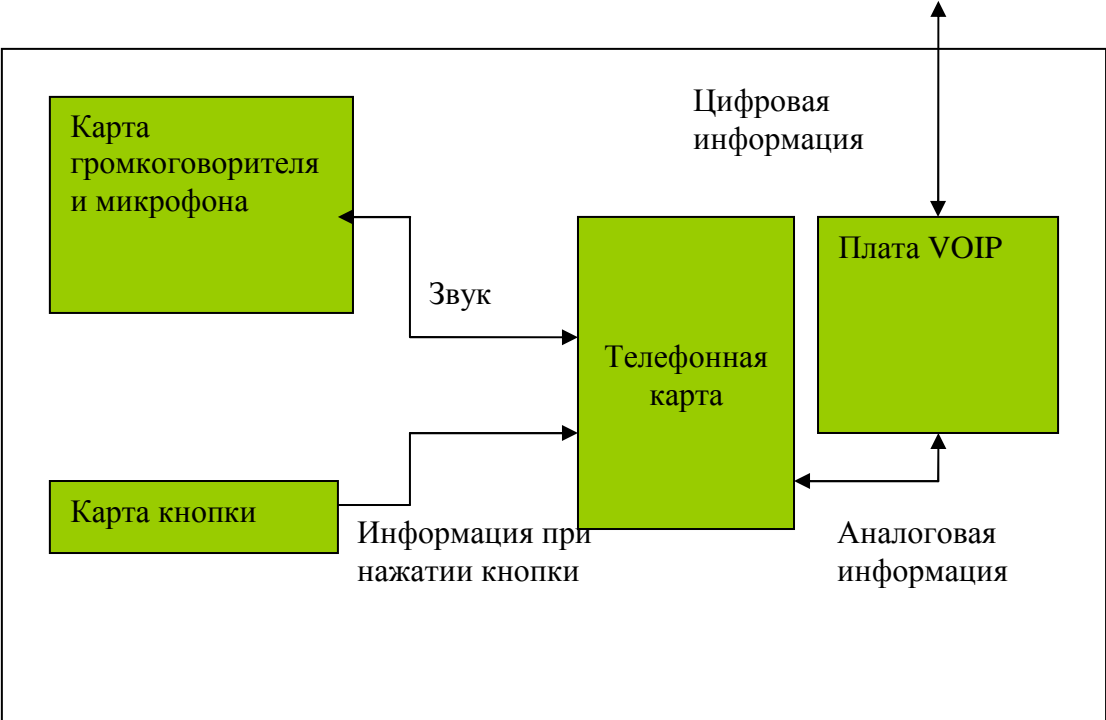 Цифровая
информация
Карта
громкоговорителя
и микрофона
Плата VOIP
Звук
Телефонная
карта
Карта кнопки
Информация при
нажатии кнопки
Аналоговая
информация